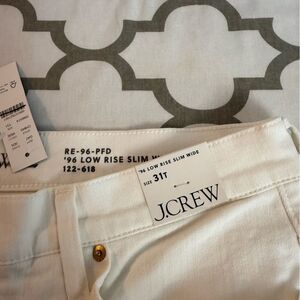 RE-96-PFD
'96 LOW RISE SLIM W
122-618
'96 LOW RISE SLIM WIDE
SIZE 31T
J.CREW